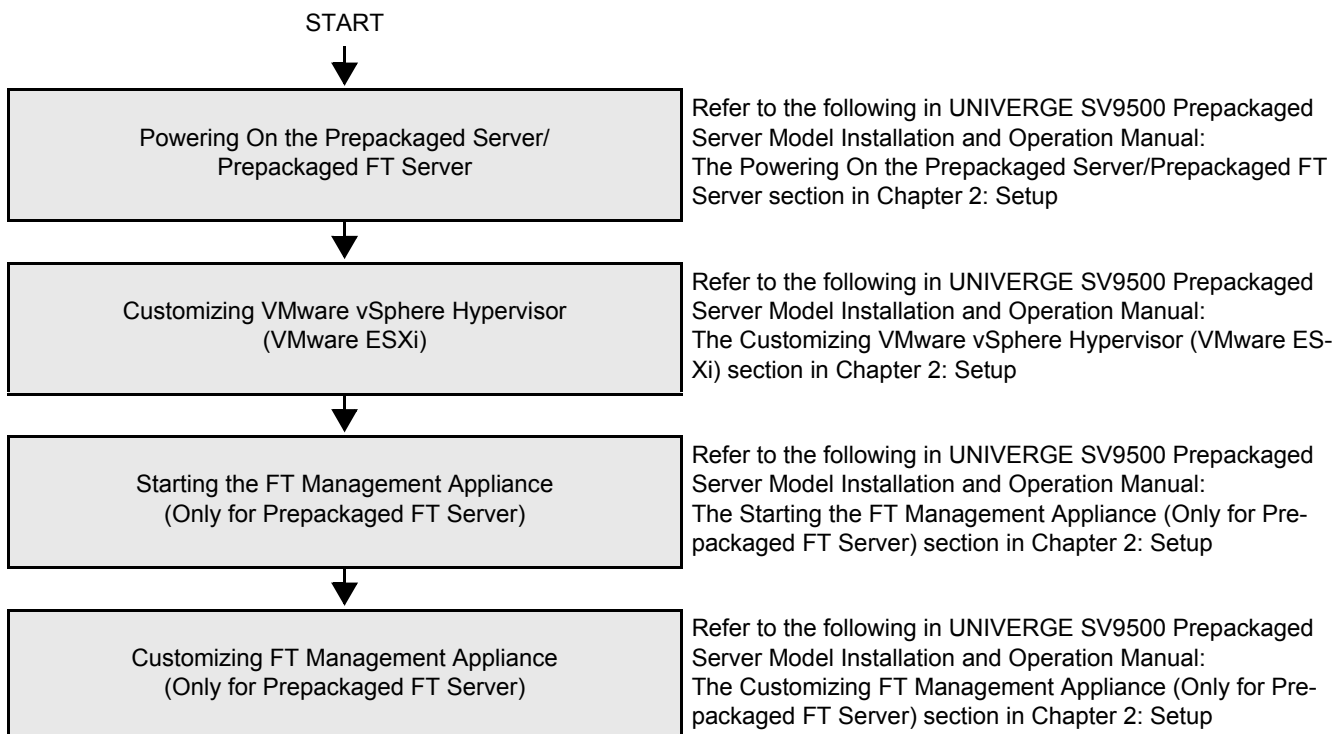 START
Powering On the Prepackaged Server/
Prepackaged FT Server
Refer to the following in UNIVERGE SV9500 Prepackaged
Server Model Installation and Operation Manual:
The Powering On the Prepackaged Server/Prepackaged FT
Server section in Chapter 2: Setup
Customizing VMware vSphere Hypervisor
(VMware ESXi)
Refer to the following in UNIVERGE SV9500 Prepackaged
Server Model Installation and Operation Manual:
The Customizing VMware vSphere Hypervisor (VMware ES-
Xi) section in Chapter 2: Setup
Starting the FT Management Appliance
(Only for Prepackaged FT Server)
Refer to the following in UNIVERGE SV9500 Prepackaged
Server Model Installation and Operation Manual:
The Starting the FT Management Appliance (Only for Pre-
packaged FT Server) section in Chapter 2: Setup
Customizing FT Management Appliance
(Only for Prepackaged FT Server)
Refer to the following in UNIVERGE SV9500 Prepackaged
Server Model Installation and Operation Manual:
The Customizing FT Management Appliance (Only for Pre-
packaged FT Server) section in Chapter 2: Setup